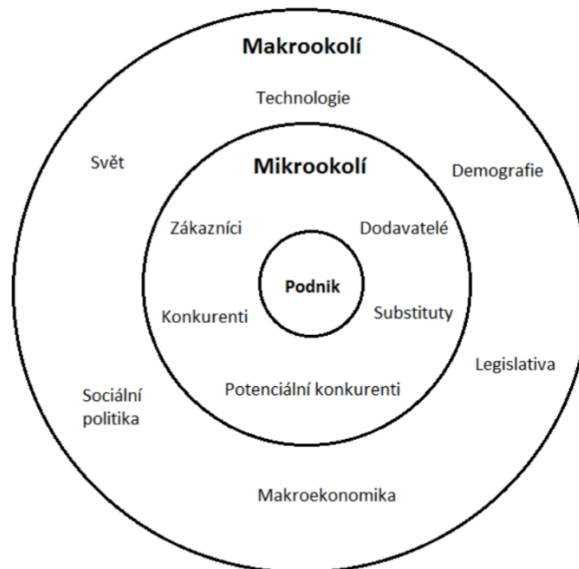 Makrookolí
Technologie
Svět
Demografie
Mikrookolí
Zákazníci
Dodavatelé
Podnik
Konkurenti
Substituty
Legislativa
Potenciální konkurenti
Sociální
politika
Makroekonomika